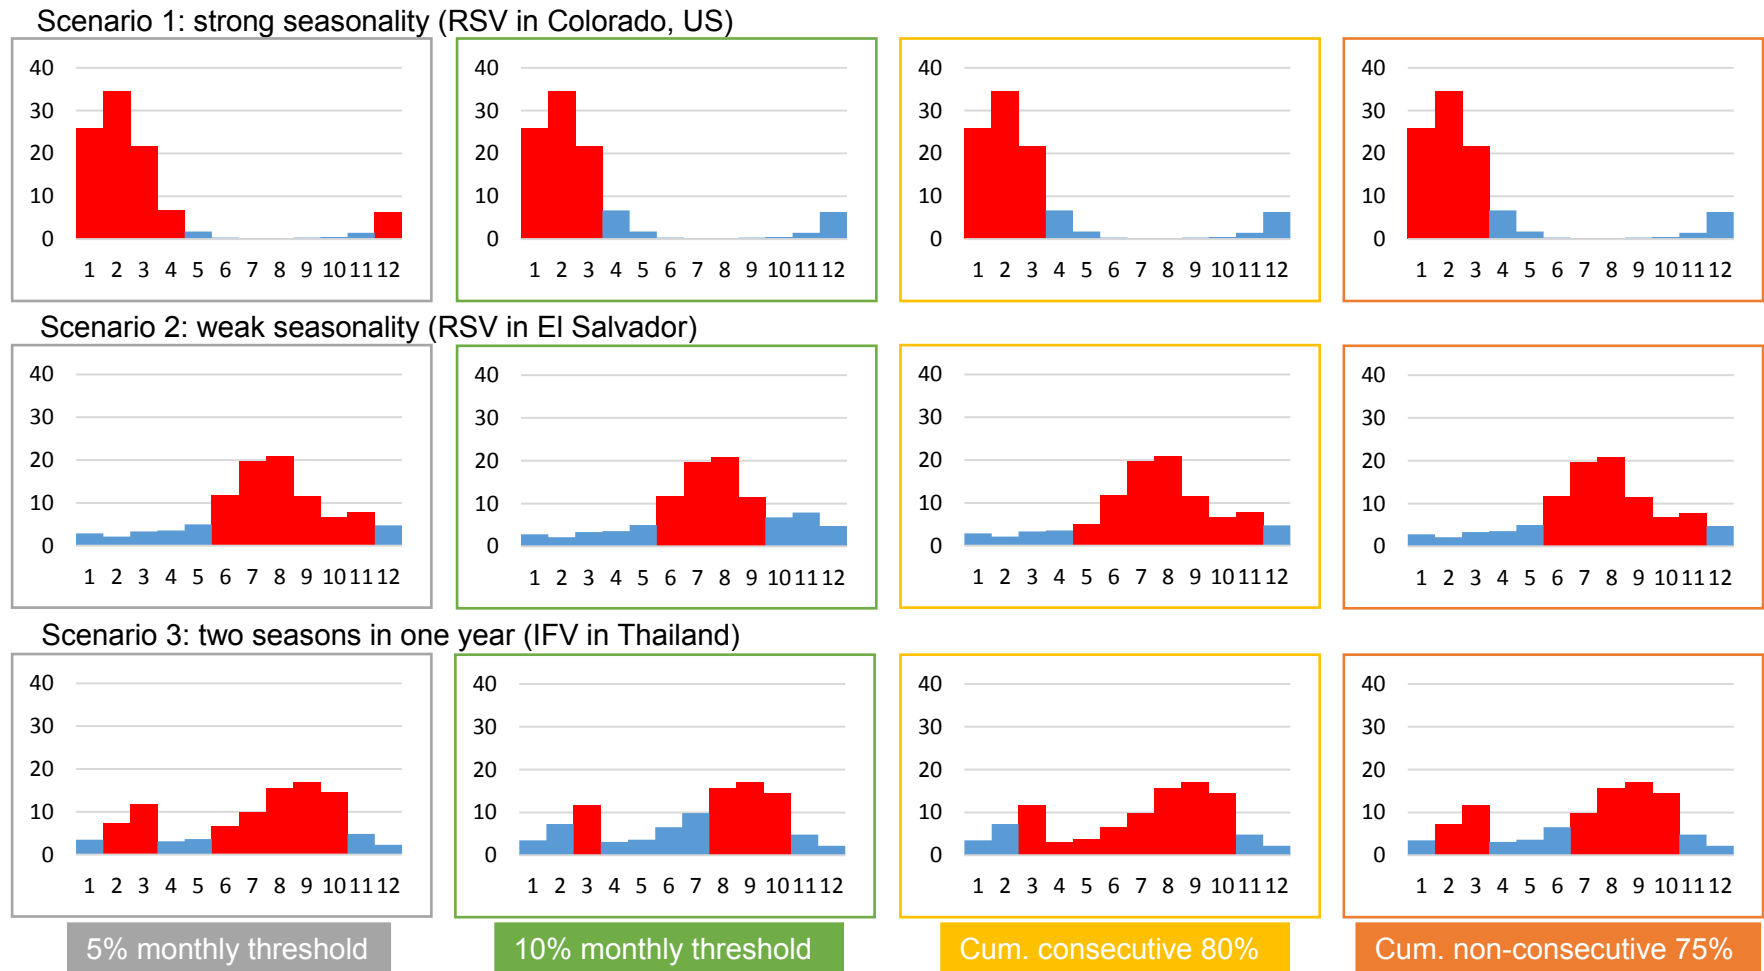 Scenario 1: strong seasonality (RSV in Colorado, US)
40 40 40 40
30 30 30 30
20 20 20 20
10 10 10 10
0 0 0 0
1 2 3 4 5 6 7 8 9 10 11 12 1 2 3 4 5 6 7 8 9 10 11 12 1 2 3 4 5 6 7 8 9 10 11 12 1 2 3 4 5 6 7 8 9 10 11 12
Scenario 2: weak seasonality (RSV in El Salvador)
40 40 40 40
30 30 30 30
20 20 20 20
10 10 10 10
0 0 0 0
1 2 3 4 5 6 7 8 9 10 11 12 1 2 3 4 5 6 7 8 9 10 11 12 1 2 3 4 5 6 7 8 9 10 11 12 1 2 3 4 5 6 7 8 9 10 11 12
Scenario 3: two seasons in one year (IFV in Thailand)
40 40 40 40
30 30 30 30
20 20 20 20
10 10 10 10
0 0 0 0
1 2 3 4 5 6 7 8 9 10 11 12 1 2 3 4 5 6 7 8 9 10 11 12 1 2 3 4 5 6 7 8 9 10 11 12 1 2 3 4 5 6 7 8 9 10 11 12
5% monthly threshold 10% monthly threshold Cum. consecutive 80% Cum. non-consecutive 75%